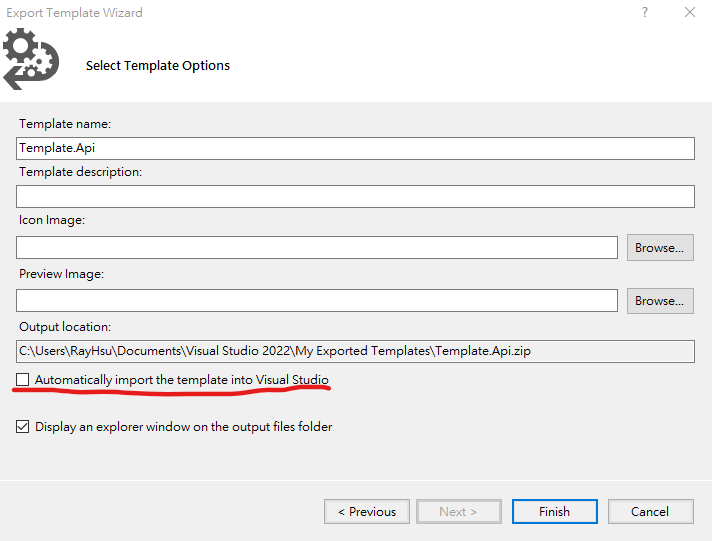 Export Template Wizard
?
Select Template Options
Template name:
Template.Api
Template description:
Icon Image:
Browse...
Preview Image:
Browse...
Output location:
C:\Users\RayHsu\Documents\Visual Studio 2022\My Exported Templates\Template.Api.zip
Automatically import the template into Visual Studio
Display an explorer window on the output files folder
< Previous Next > Finish Cancel